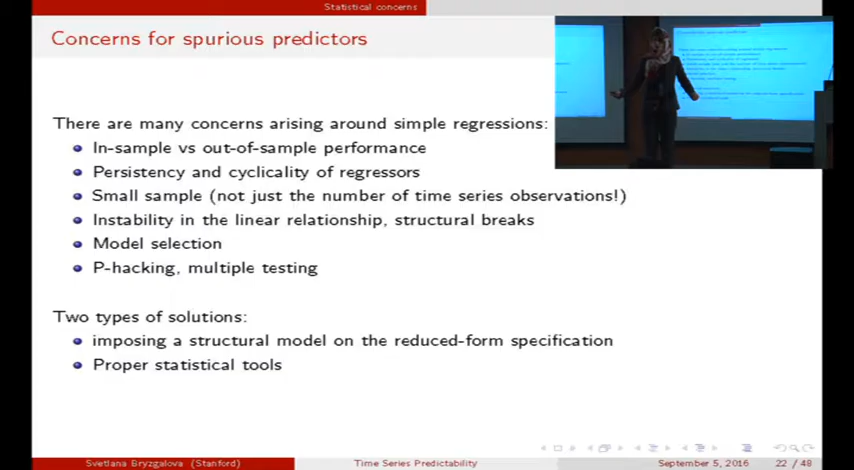 Statistical concerns
Concerns for spurious predictors
There are many concerns arising around simple regressions:
In-sample vs out-of-sample performance
Persistency and cyclicality of regressors
Small sample (not just the number of time series observations!)
Instability in the linear relationship, structural breaks
Model selection
P-hacking, multiple testing
Two types of solutions:
imposing a structural model on the reduced-form specification
Proper statistical tools
Svetlana Bryzgalova (Stanford) Time Series Predictability September 5, 2016 22 / 48